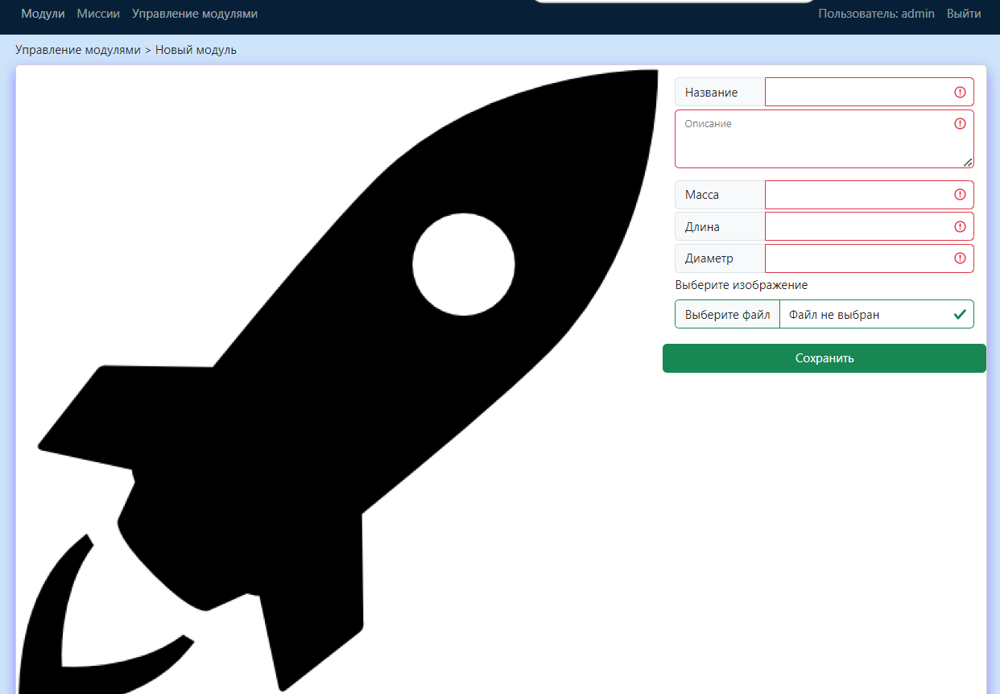 Модули Миссии Управление модулями Пользователь: admin Выйти
Управление модулями > Новый модуль
Название
Описание
Масса
Длина
Диаметр
Выберите изображение
Выберите файл Файл не выбран
Сохранить